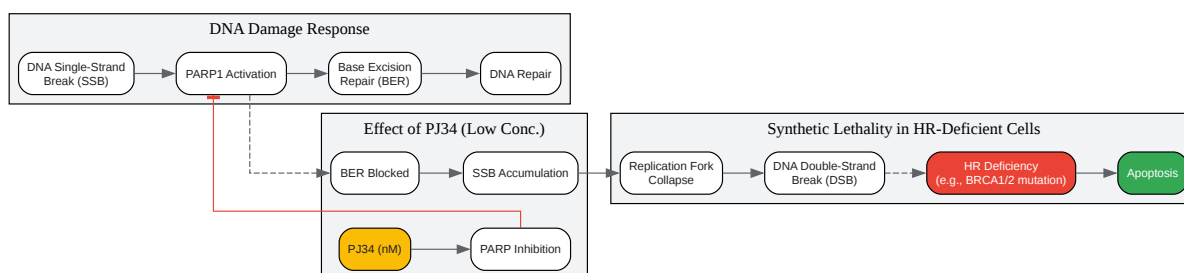 DNA Damage Response
DNA Single-Strand
Break (SSB)
PARP1 Activation
Base Excision
Repair (BER)
DNA Repair
Effect of PJ34 (Low Conc.)
BER Blocked
SSB Accumulation
PJ34 (nM)
PARP Inhibition
Synthetic Lethality in HR-Deficient Cells
Replication Fork
Collapse
DNA Double-Strand
Break (DSB)
HR Deficiency
(e.g., BRCA1/2 mutation)
Apoptosis